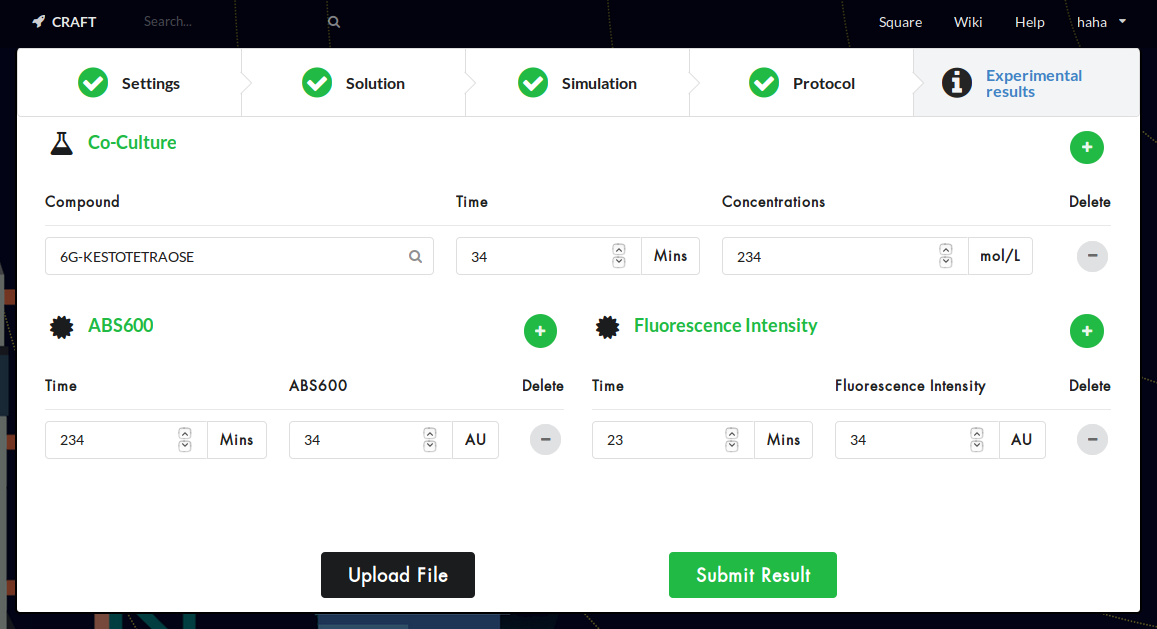 CRAFT Search... Square Wiki Help haha
Settings Solution Simulation Protocol Experimental
results
Co-Culture
Compound Time Concentrations Delete
6G-KESTOTETRAOSE 34 Mins 234 mol/L
ABS600 Fluorescence Intensity
Time ABS600 Delete Time Fluorescence Intensity Delete
234 Mins 34 AU 23 Mins 34 AU
Upload File Submit Result